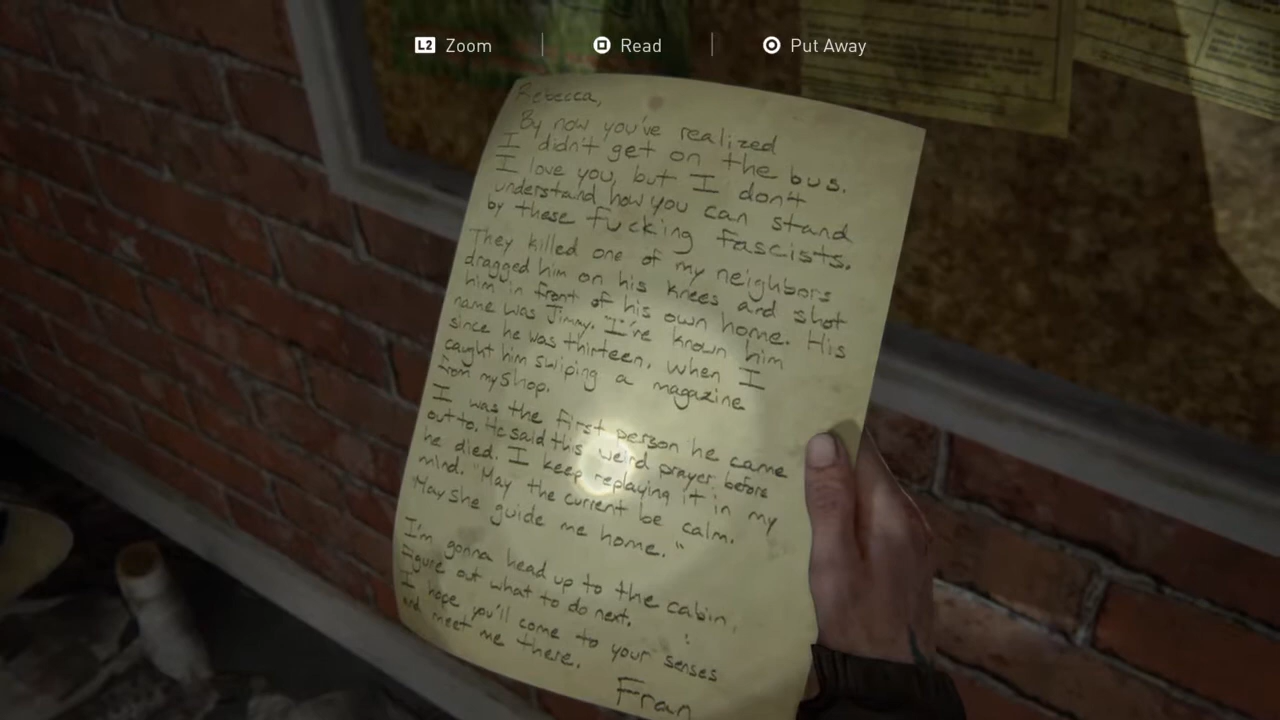 L2 Zoom | Read | Put Away
Rebecca,
By now you've realized
I didn't get on the bus.
I love you, but I don't
understand how you can stand
by these fucking fascists.
They killed one of my neighbors
dragged him on his knees and shot
him in front of his own home. His
name was Jimmy. I've known him
since he was thirteen, when I
caught him swiping a magazine
from my shop.
I was the first person he came
out to. He said this weird prayer before
he died. I keep replaying it in my
mind. "May the current be calm.
May she guide me home."
I'm gonna head up to the cabin,
Figure out what to do next.
I hope you'll come to your senses
and meet me there.
Fran